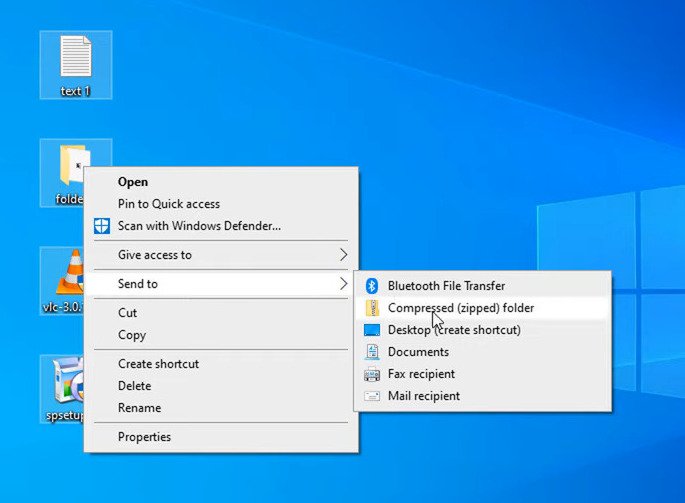 text 1
folde
vlc-3.0.
spsetup
Open
Pin to Quick access
Scan with Windows Defender...
Give access to
Send to
Cut
Copy
Create shortcut
Delete
Rename
Properties
Bluetooth File Transfer
Compressed (zipped) folder
Desktop (create shortcut)
Documents
Fax recipient
Mail recipient